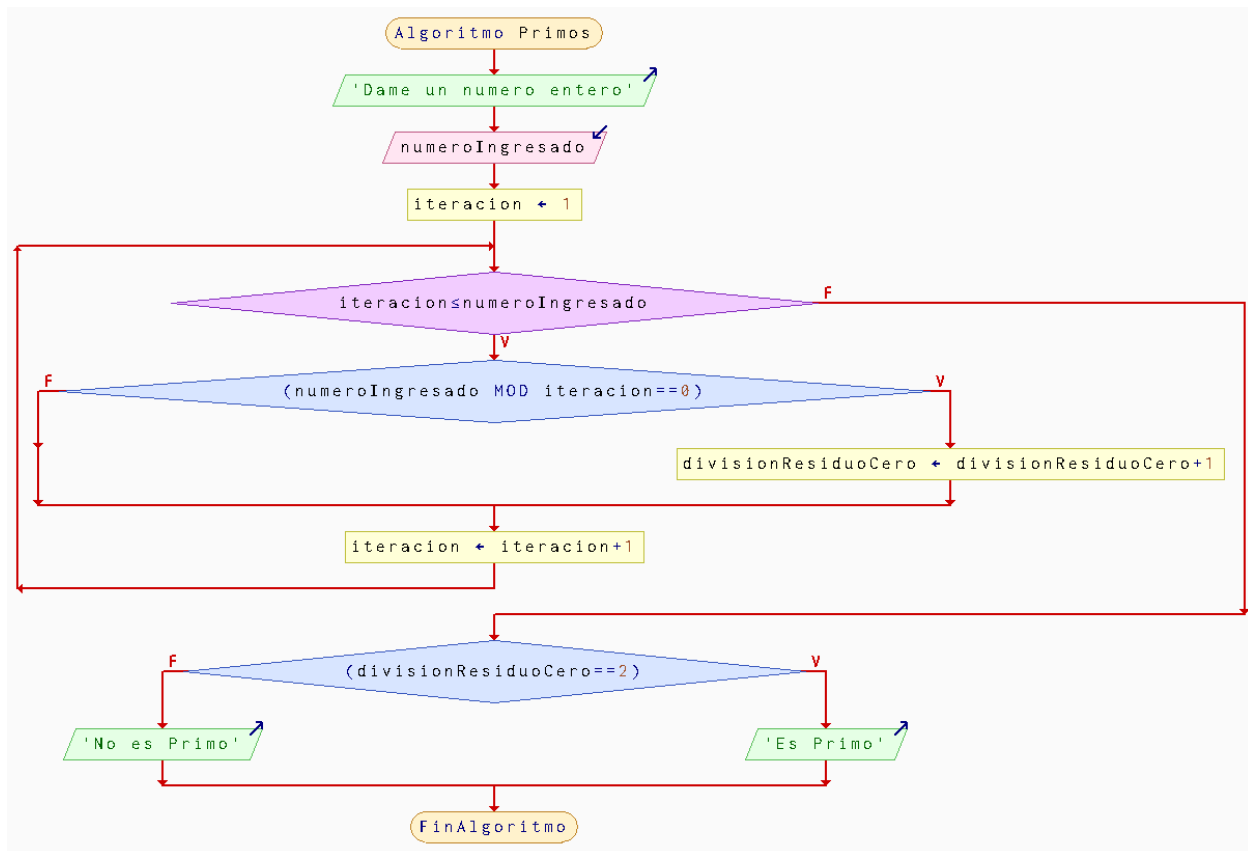 Algoritmo Primos
'Dame un numero entero'
numeroIngresado
iteracion ← 1
iteracion≤numeroIngresado
F
V
F
(numeroIngresado MOD iteracion==0)
V
divisionResiduoCero ← divisionResiduoCero+1
iteracion ← iteracion+1
F
(divisionResiduoCero==2)
V
'No es Primo'
'Es Primo'
FinAlgoritmo